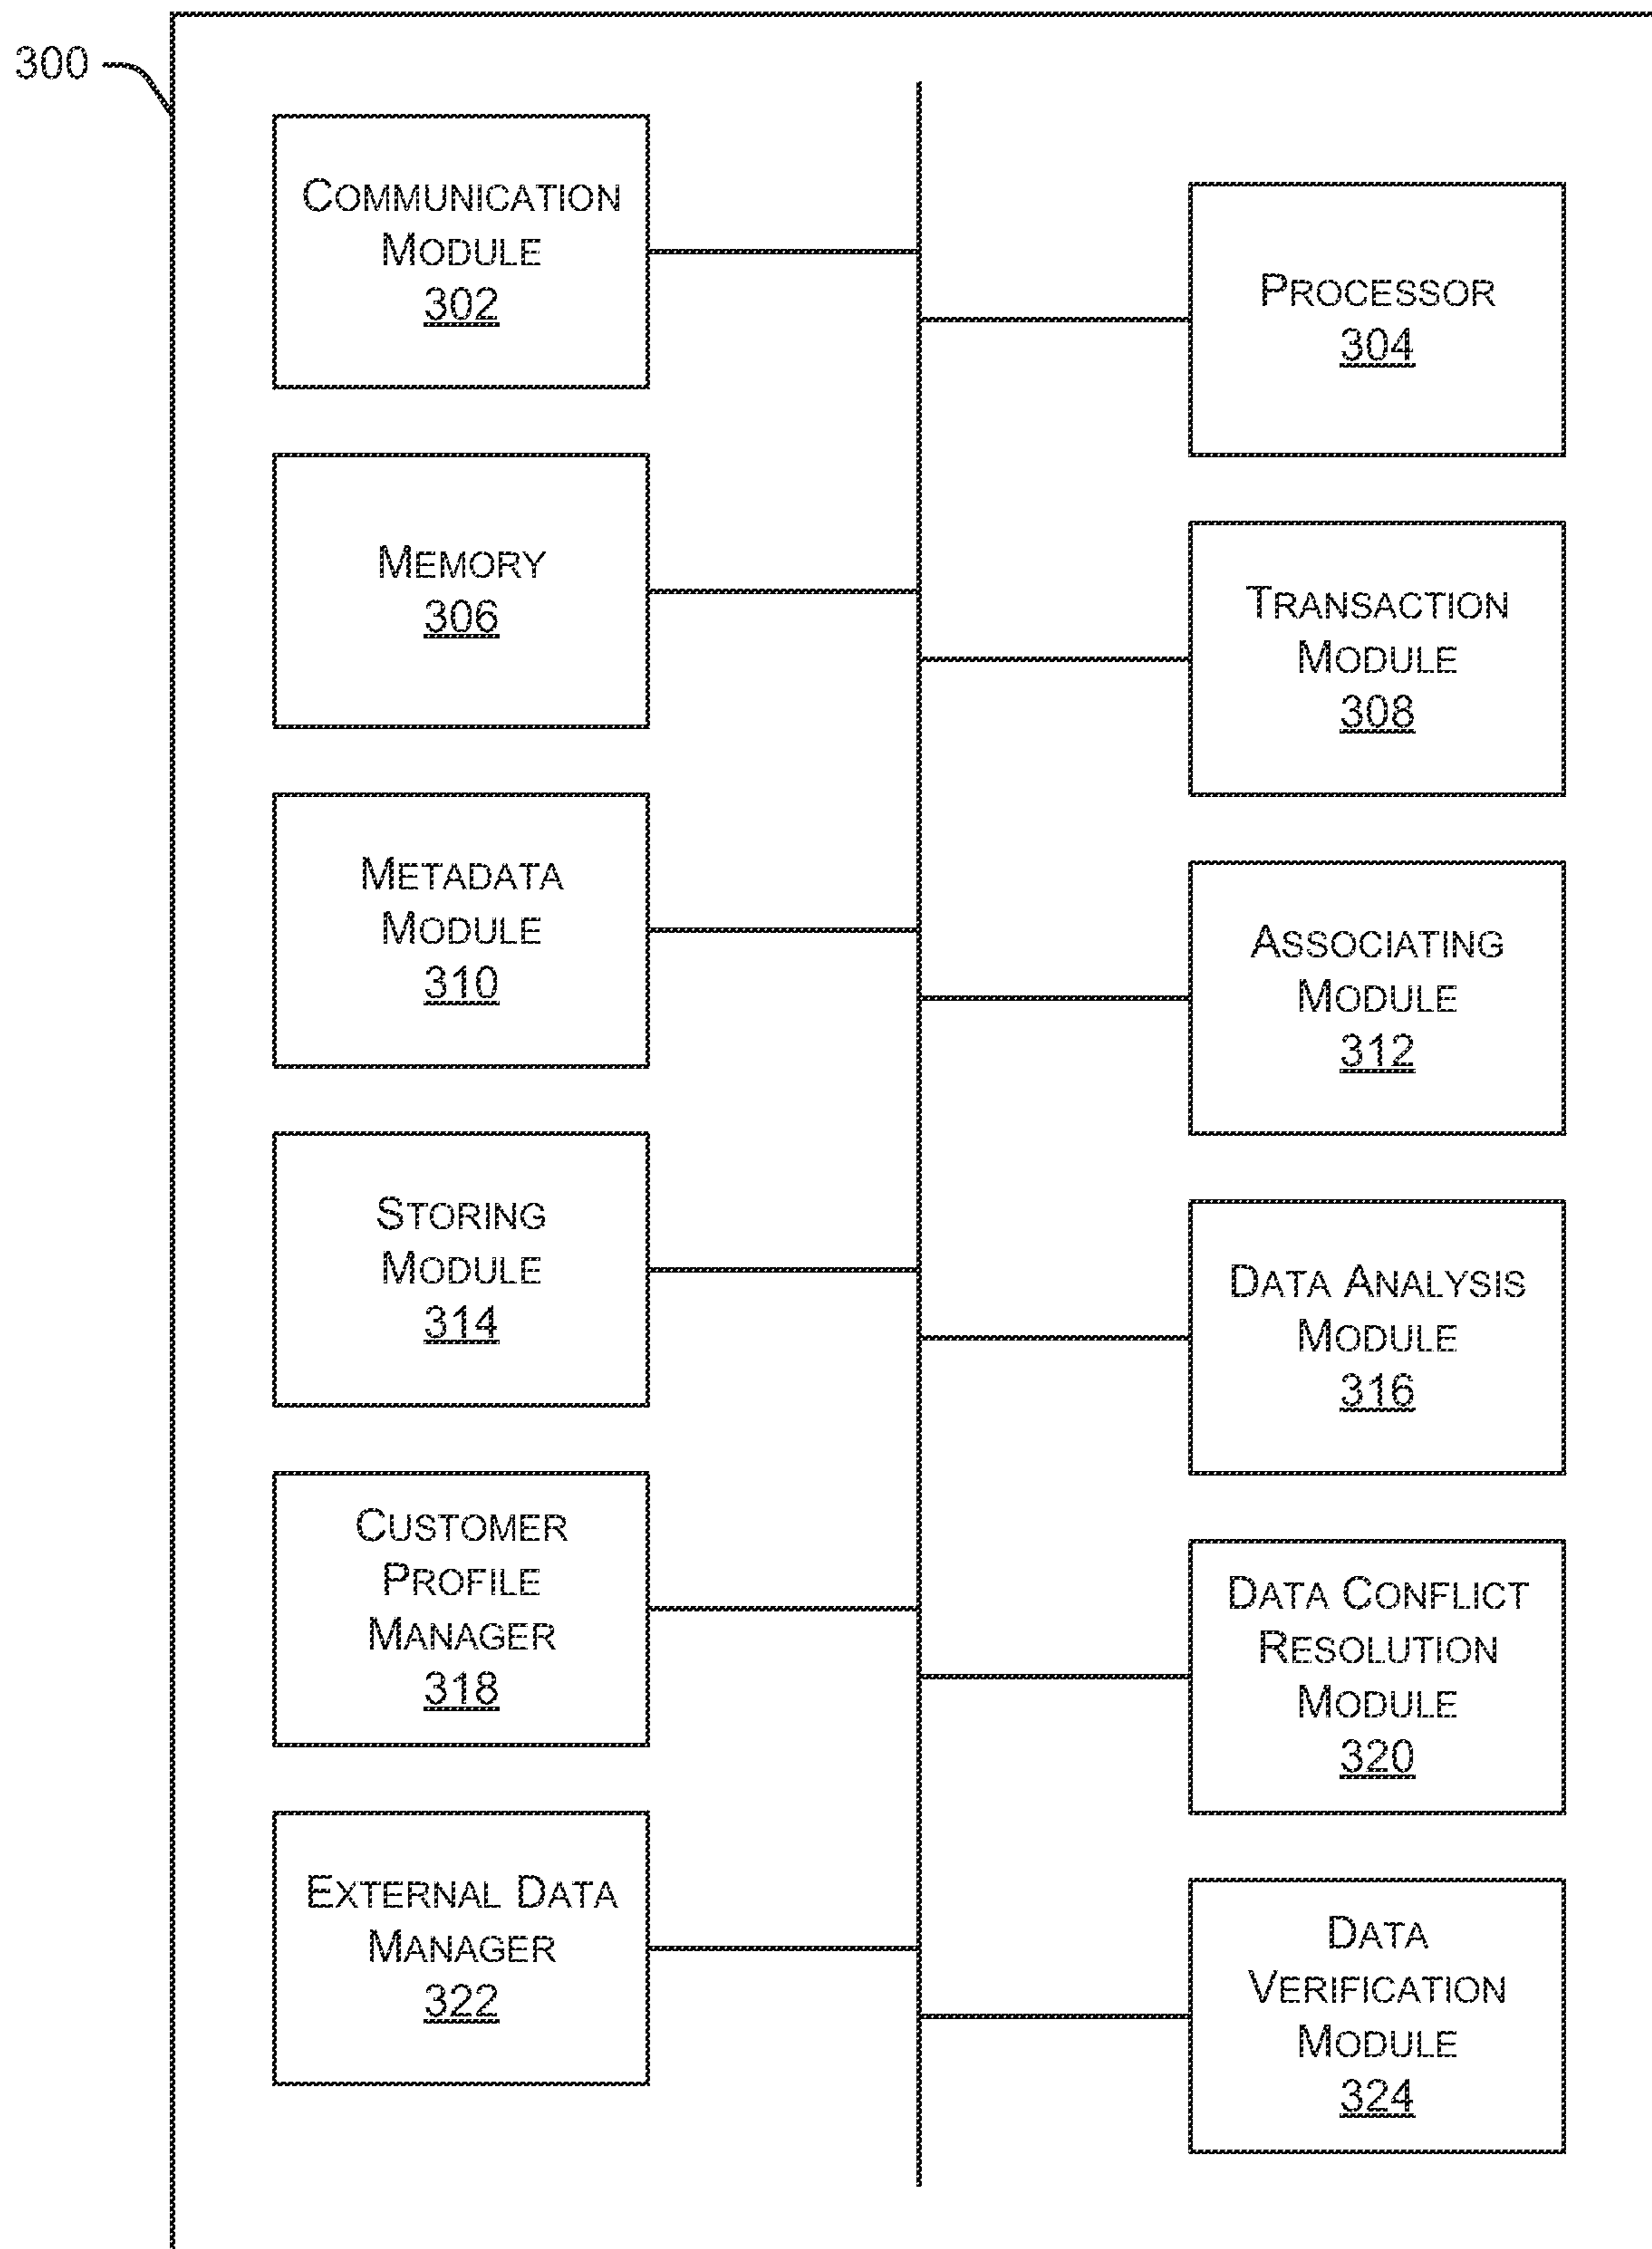 300
COMMUNICATION
MODULE
302
PROCESSOR
304
MEMORY
306
TRANSACTION
MODULE
308
METADATA
MODULE
310
ASSOCIATING
MODULE
312
STORING
MODULE
314
DATA ANALYSIS
MODULE
316
CUSTOMER
PROFILE
MANAGER
318
DATA CONFLICT
RESOLUTION
MODULE
320
EXTERNAL DATA
MANAGER
322
DATA
VERIFICATION
MODULE
324